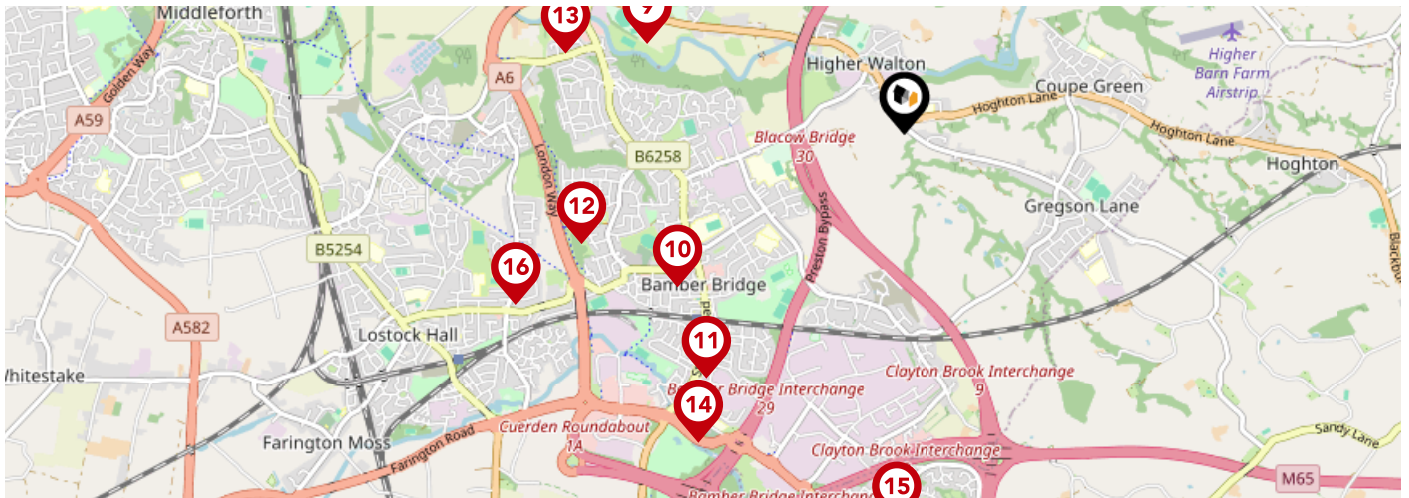 Middleforth
13
9
Golden Way
A6
Higher Walton
Higher
Barn Farm
Airstrip
Coupe Green
Hoghton Lane
A59
Blacow Bridge
30
Hoghton Lane
B6258
London Way
Hoghton
12
Preston Bypass
Gregson Lane
B5254
10
16
Bamber Bridge
A582
Lostock Hall
11
Whitestake
Bamber Bridge Interchange
29
Clayton Brook Interchange
9
14
Cuerden Roundabout
1A
Farington Moss
Farington Road
Clayton Brook Interchange
Sandy Lane
M65
15
Bamber Bridge Interchange